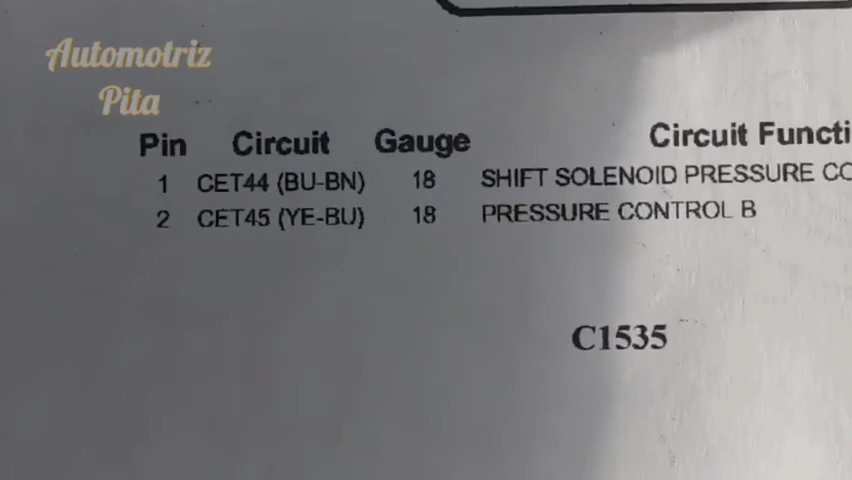 Automotriz
Pita
Pin Circuit Gauge Circuit Functi
1 CET44 (BU-BN) 18 SHIFT SOLENOID PRESSURE CO
2 CET45 (YE-BU) 18 PRESSURE CONTROL B
C1535